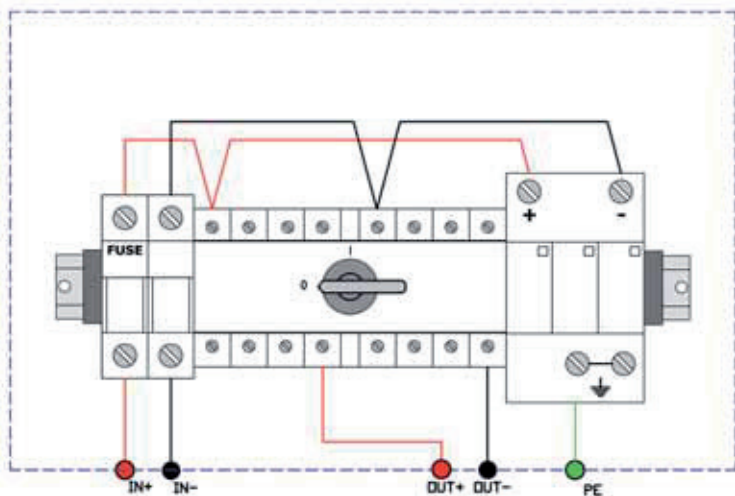 + -
FUSE
I
0
IN+ IN- OUT+ OUT- PE